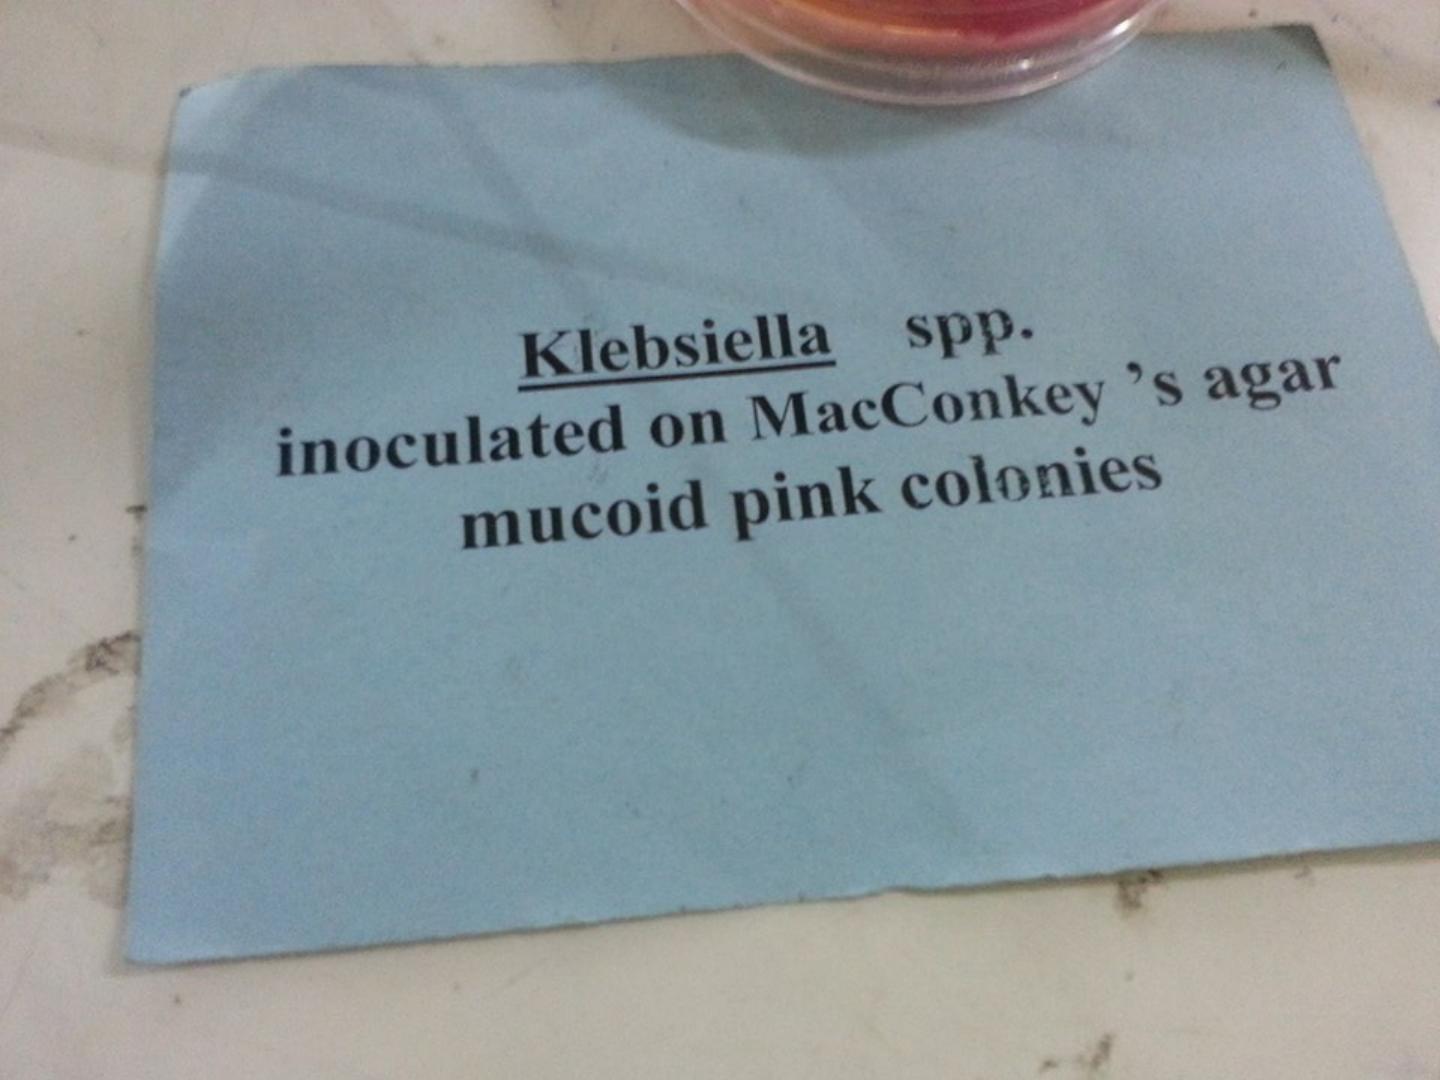 Klebsiella spp.
inoculated on MacConkey 's agar
mucoid pink colonies